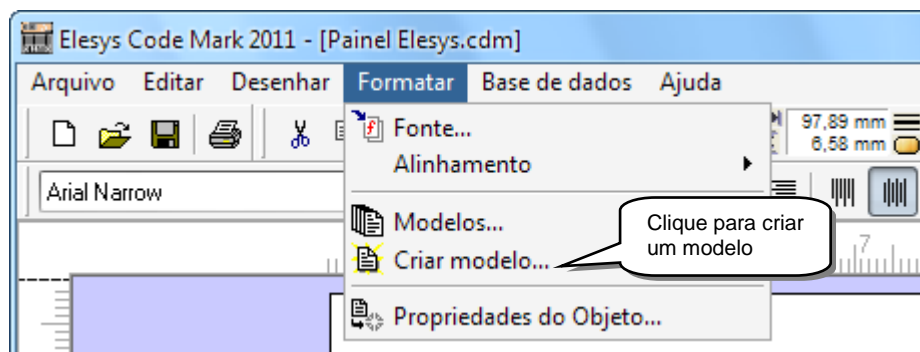 Elesys Code Mark 2011 - [Painel Elesys.cdm]
Arquivo Editar Desenhar Formatar Base de dados Ajuda
Fonte...
97,89 mm
6,58 mm
Alinhamento
Arial Narrow
Modelos...
Clique para criar
um modelo
7
Criar modelo...
Propriedades do Objeto...